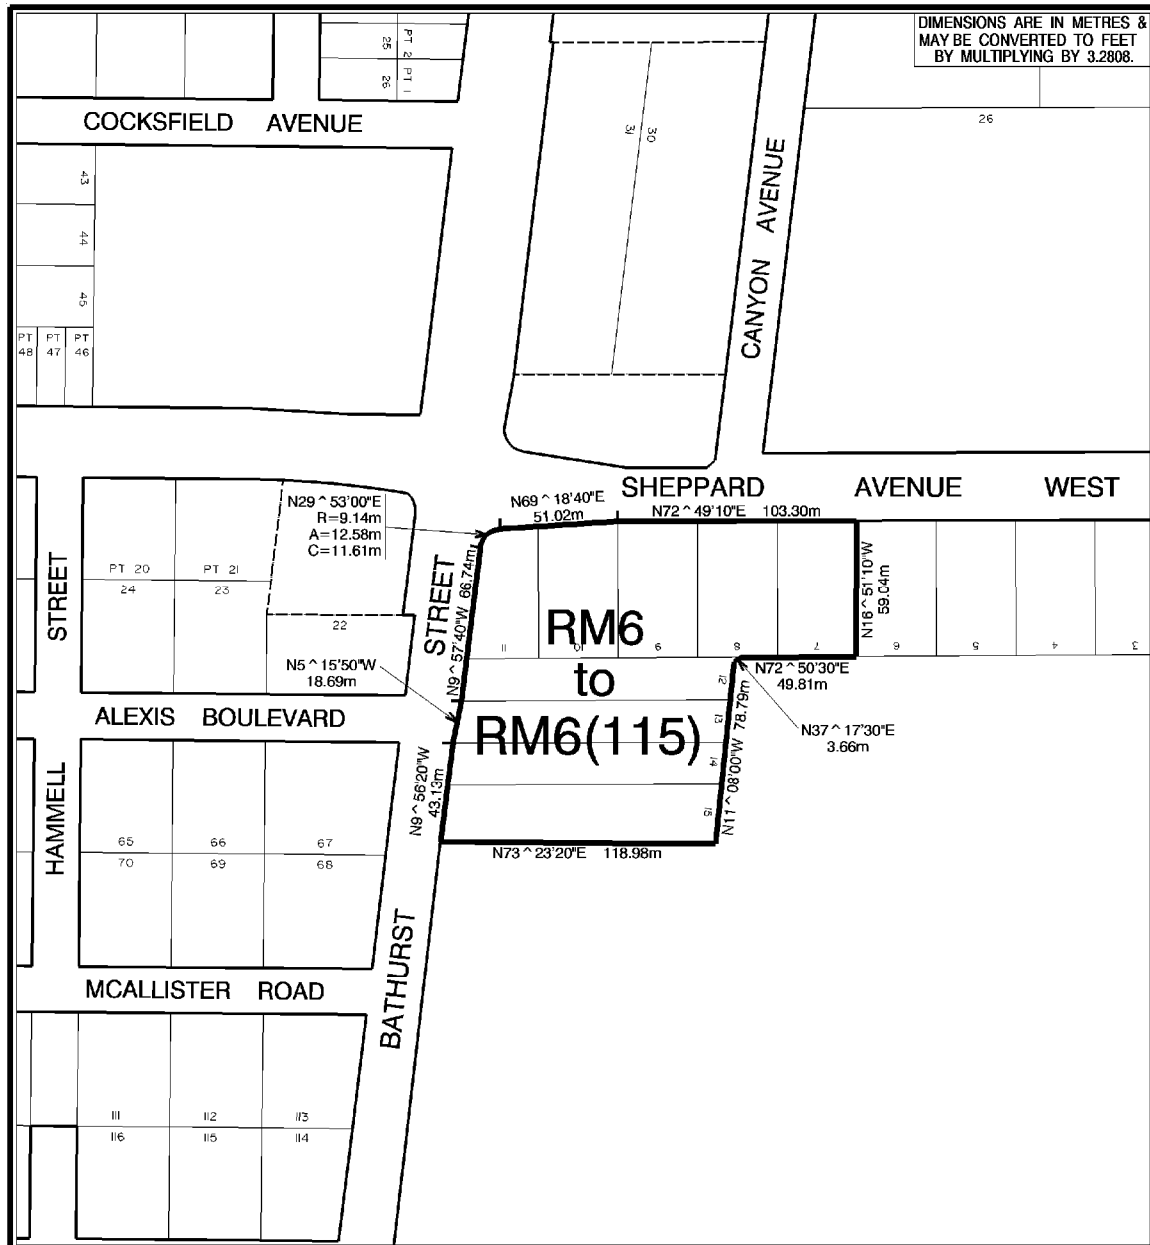 DIMENSIONS ARE IN METRES &
MAY BE CONVERTED TO FEET
BY MULTIPLYING BY 3.2808.
PT 2
25
PT 1
26
COCKSFIELD AVENUE
30
31
CANYON AVENUE
26
43
44
45
PT
48
PT
47
PT
46
SHEPPARD AVENUE WEST
N69^18'40"E
51.02m
N72^49'10"E 103.30m
N29^53'00"E
R=9.14m
A=12.58m
C=11.61m
STREET
PT 20
24
PT 21
23
22
STREET
N9^57'40"W 66.74m
N16^51'10"W
59.04m
RM6
to
RM6(115)
11
10
9
8
7
6
5
4
3
N5^15'50"W
18.69m
N72^50'30"E
49.81m
12
13
14
15
N11^08'00"W 78.79m
N37^17'30"E
3.66m
ALEXIS BOULEVARD
HAMMELL
N9^56'20"W
43.13m
65
66
67
70
69
68
N73^23'20"E 118.98m
BATHURST
MCALLISTER ROAD
111
112
113
116
115
114